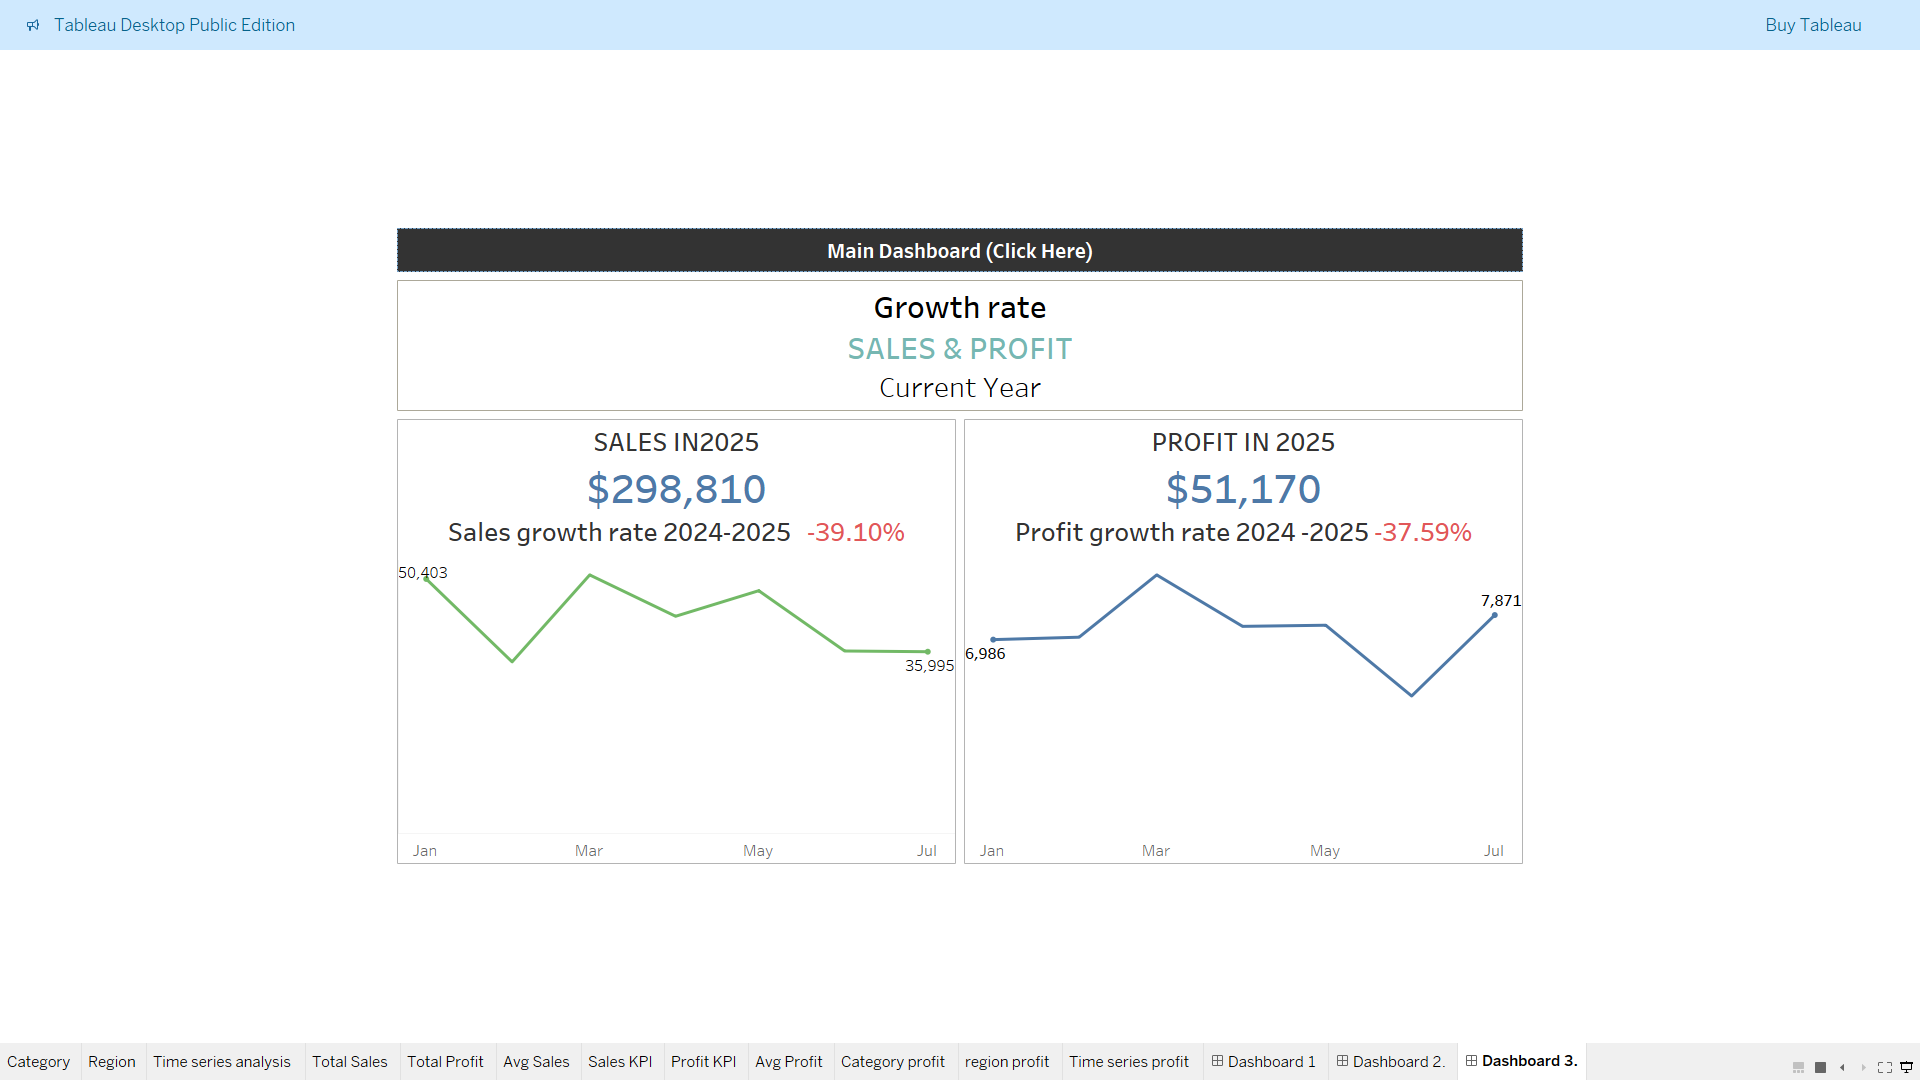 Tableau Desktop Public Edition
Buy Tableau
Main Dashboard (Click Here)
Growth rate
SALES & PROFIT
Current Year
SALES IN2025
$298,810
Sales growth rate 2024-2025 -39.10%
50,403
35,995
Jan Mar May Jul
PROFIT IN 2025
$51,170
Profit growth rate 2024 -2025 -37.59%
7,871
6,986
Jan Mar May Jul
Category Region Time series analysis Total Sales Total Profit Avg Sales Sales KPI Profit KPI Avg Profit Category profit region profit Time series profit Dashboard 1 Dashboard 2. Dashboard 3.